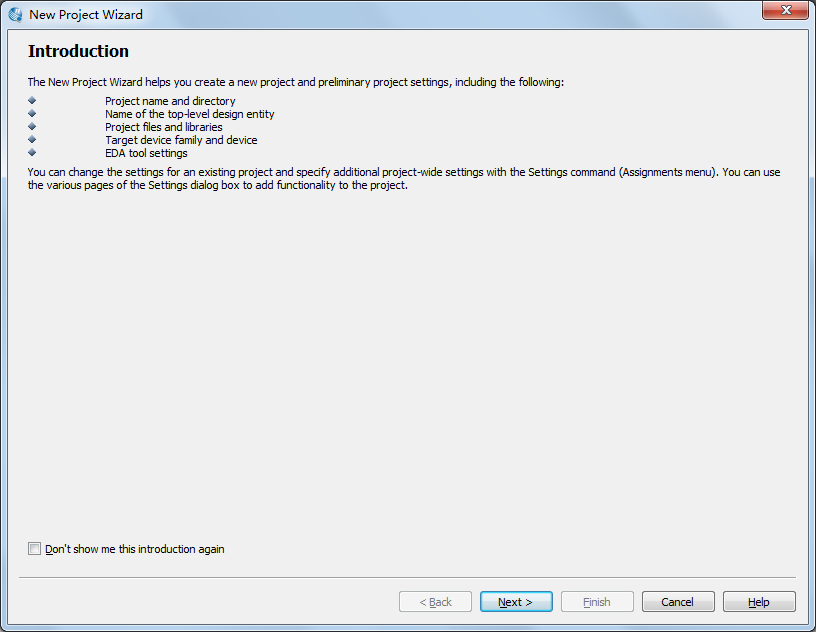 New Project Wizard
Introduction
The New Project Wizard helps you create a new project and preliminary project settings, including the following:
Project name and directory
Name of the top-level design entity
Project files and libraries
Target device family and device
EDA tool settings
You can change the settings for an existing project and specify additional project-wide settings with the Settings command (Assignments menu). You can use
the various pages of the Settings dialog box to add functionality to the project.
Don't show me this introduction again
< Back Next > Finish Cancel Help